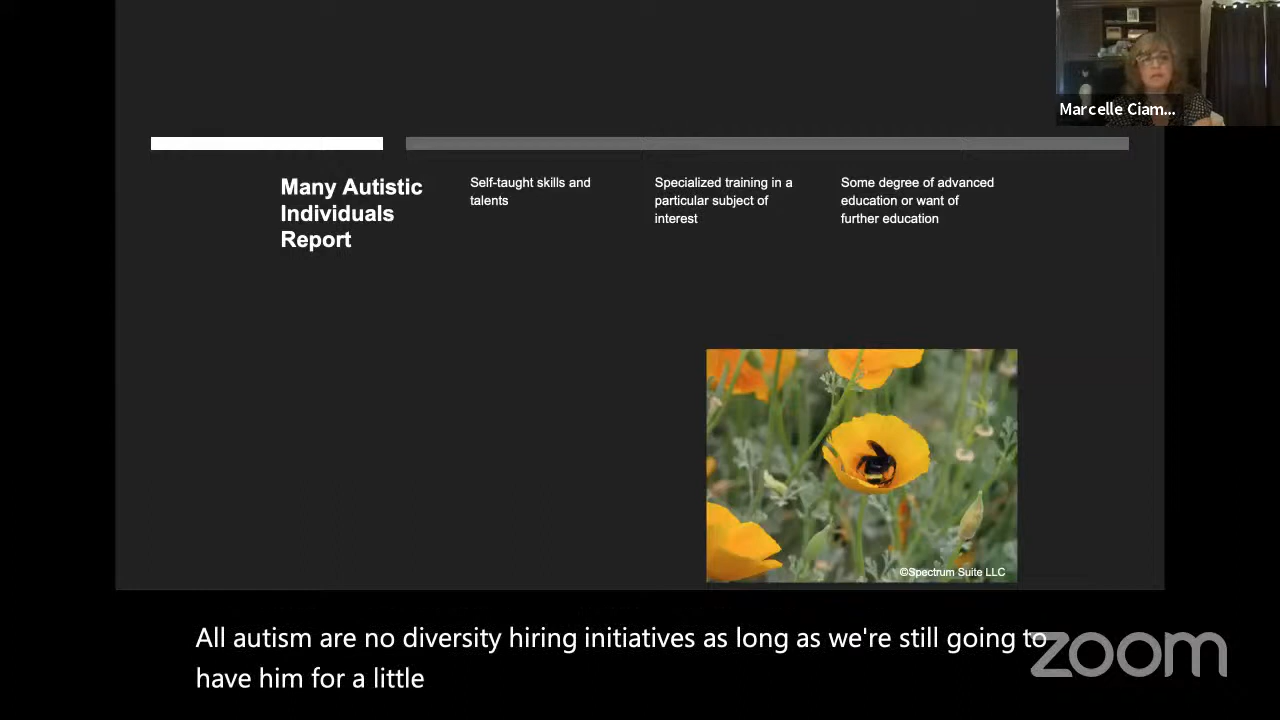 Marcelle Ciam...
Many Autistic
Individuals
Report
Self-taught skills and
talents
Specialized training in a
particular subject of
interest
Some degree of advanced
education or want of
further education
©Spectrum Suite LLC
All autism are no diversity hiring initiatives as long as we're still going to
have him for a little
zoom